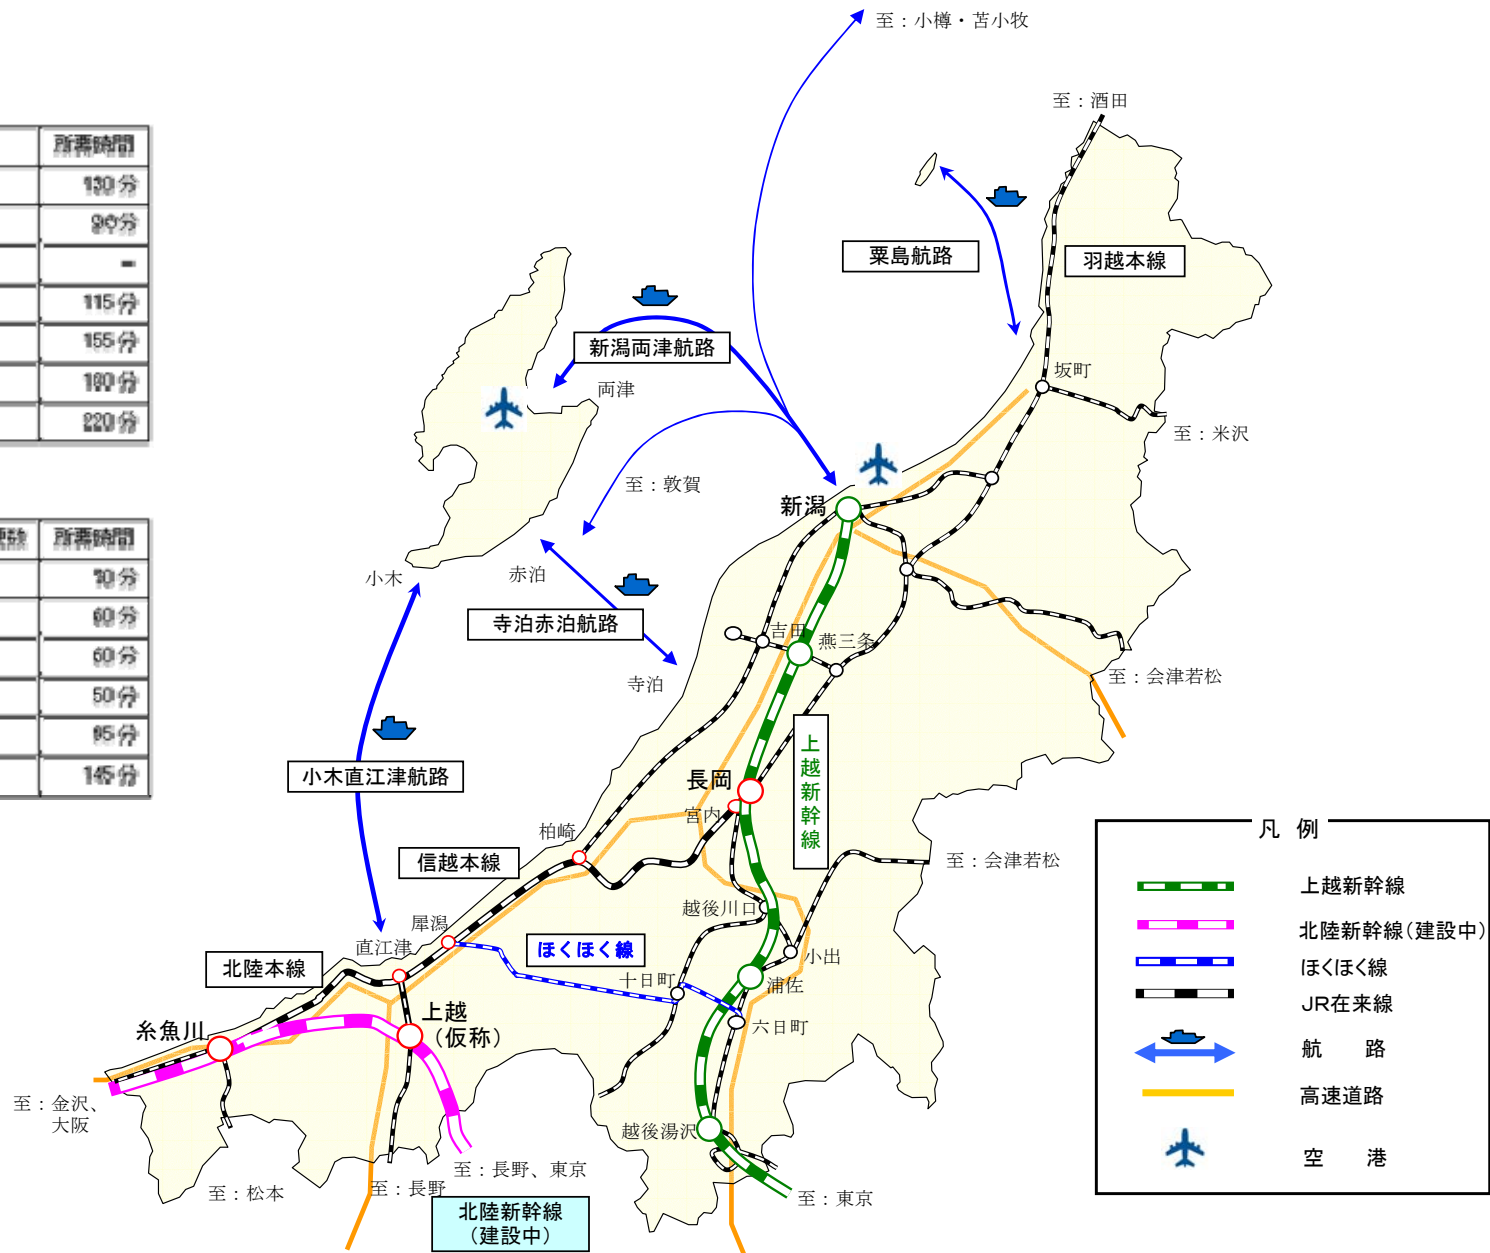 至：小樽・苫小牧
至：酒田
所要時間
130分
90分
-
115分
155分
180分
220分
粟島航路
羽越本線
新潟両津航路
両津
坂町
至：米沢
至：敦賀
新潟
所要時間
60分
60分
50分
95分
145分
小木
赤泊
寺泊赤泊航路
寺泊
吉田
燕三条
至：会津若松
小木直江津航路
長岡
宮内
上越新幹線
柏崎
信越本線
至：会津若松
越後川口
犀潟
直江津
ほくほく線
小出
北陸本線
十日町
浦佐
糸魚川
上越
（仮称）
六日町
至：金沢、
大阪
越後湯沢
至：松本
至：長野
至：長野、東京
至：東京
北陸新幹線
（建設中）
凡 例
上越新幹線
北陸新幹線（建設中）
ほくほく線
JR在来線
航 路
高速道路
空 港